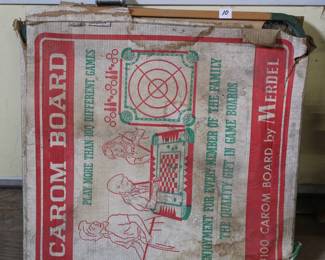 10
CAROM BOARD
PLAY MORE THAN 100 DIFFERENT GAMES
ENJOYMENT FOR EVERY MEMBER OF THE FAMILY
THE QUALITY GIFT IN GAME BOARDS
100 CAROM BOARD by MERDEL